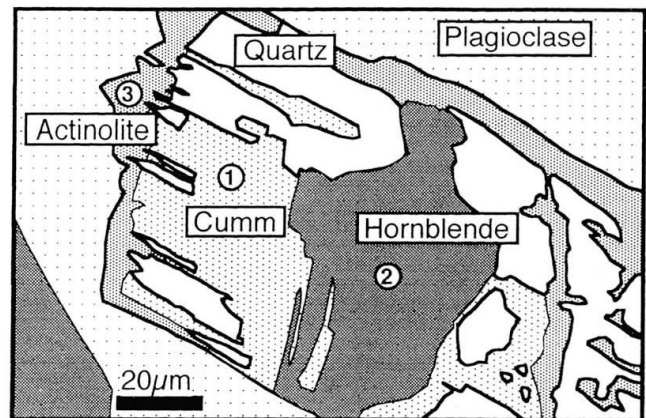 Quartz
Plagioclase
3
Actinolite
1
Cumm
Hornblende
2
20µm